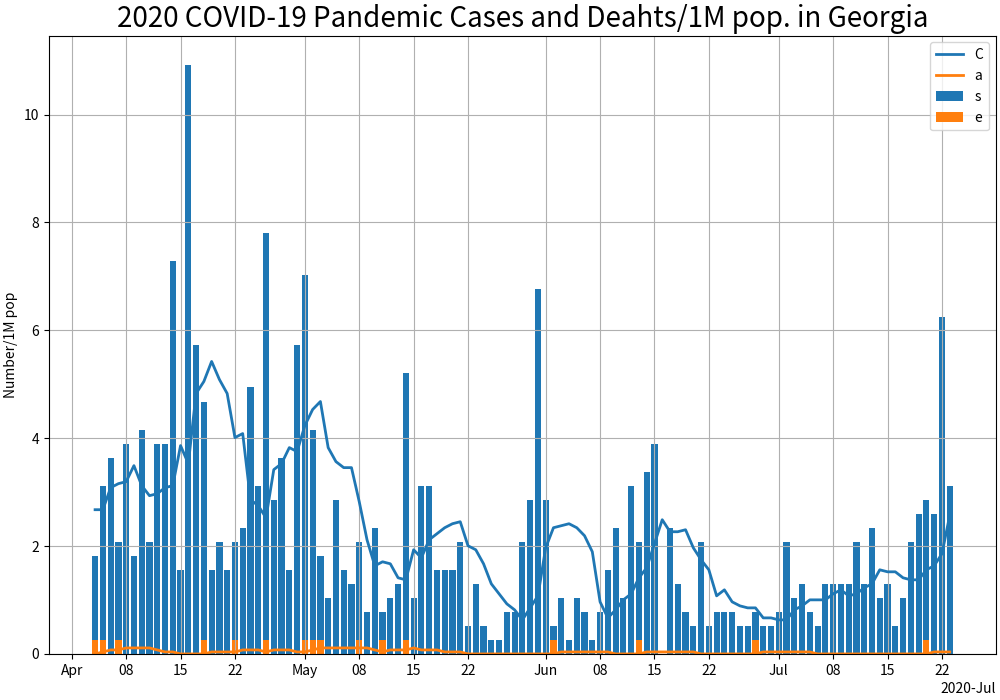 2020 COVID-19 Pandemic Cases and Deahts/1M pop. in Georgia
C
a
s
e
Number/1M pop
10
8
6
4
2
0
Apr 08 15 22 May 08 15 22 Jun 08 15 22 Jul 08 15 22
2020-Jul